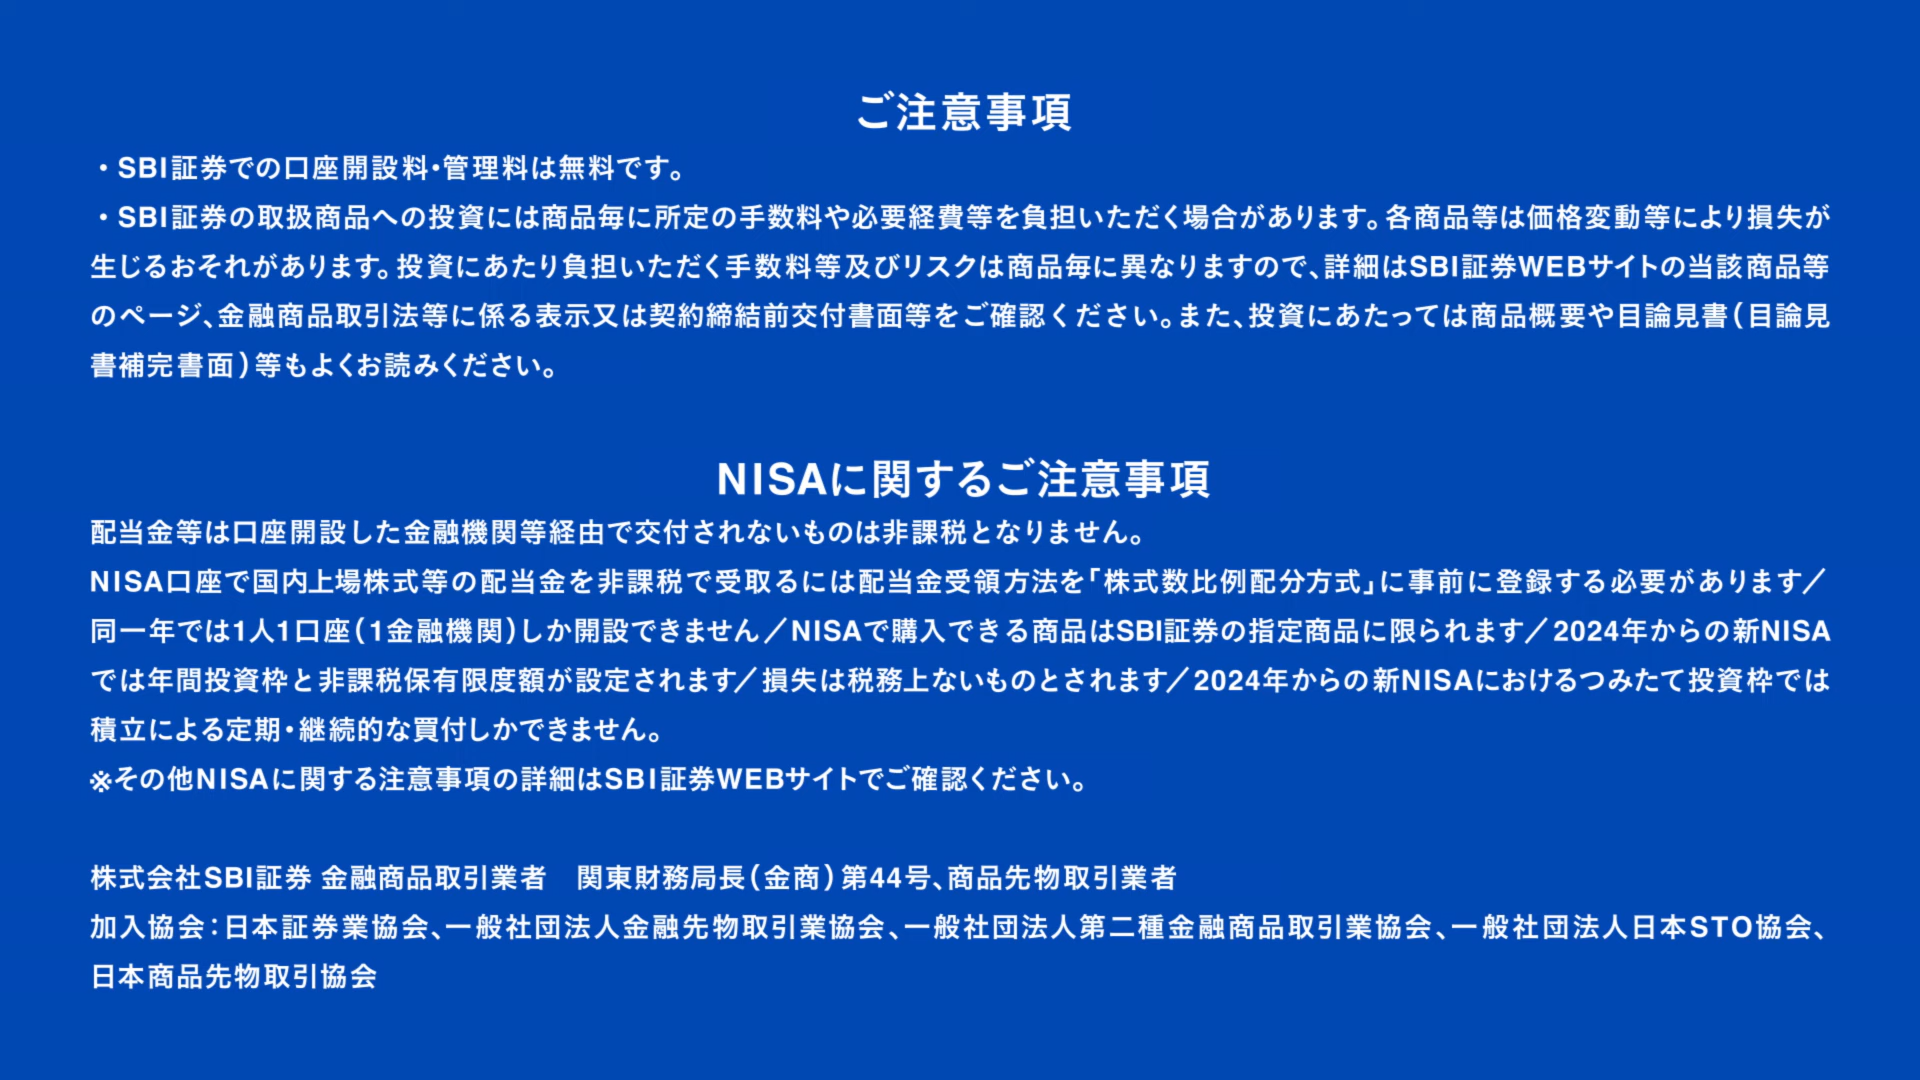 ご注意事項
・SBI証券での口座開設料・管理料は無料です。
・SBI証券の取扱商品への投資には商品毎に所定の手数料や必要経費等を負担いただく場合があります。各商品等は価格変動等により損失が
生じるおそれがあります。投資にあたり負担いただく手数料等及びリスクは商品毎に異なりますので、詳細はSBI証券WEBサイトの当該商品等
のページ、金融商品取引法等に係る表示又は契約締結前交付書面等をご確認ください。また、投資にあたっては商品概要や目論見書(目論見
書補完書面)等もよくお読みください。
NISAに関するご注意事項
配当金等は口座開設した金融機関等経由で交付されないものは非課税となりません。
NISA口座で国内上場株式等の配当金を非課税で受取るには配当金受領方法を「株式数比例配分方式」に事前に登録する必要があります／
同一年では1人1口座(1金融機関)しか開設できません／NISAで購入できる商品はSBI証券の指定商品に限られます／2024年からの新NISA
では年間投資枠と非課税保有限度額が設定されます／損失は税務上ないものとされます／2024年からの新NISAにおけるつみたて投資枠では
積立による定期・継続的な買付しかできません。
※その他NISAに関する注意事項の詳細はSBI証券WEBサイトでご確認ください。
株式会社SBI証券 金融商品取引業者　関東財務局長(金商)第44号、商品先物取引業者
加入協会：日本証券業協会、一般社団法人金融先物取引業協会、一般社団法人第二種金融商品取引業協会、一般社団法人日本STO協会、
日本商品先物取引協会